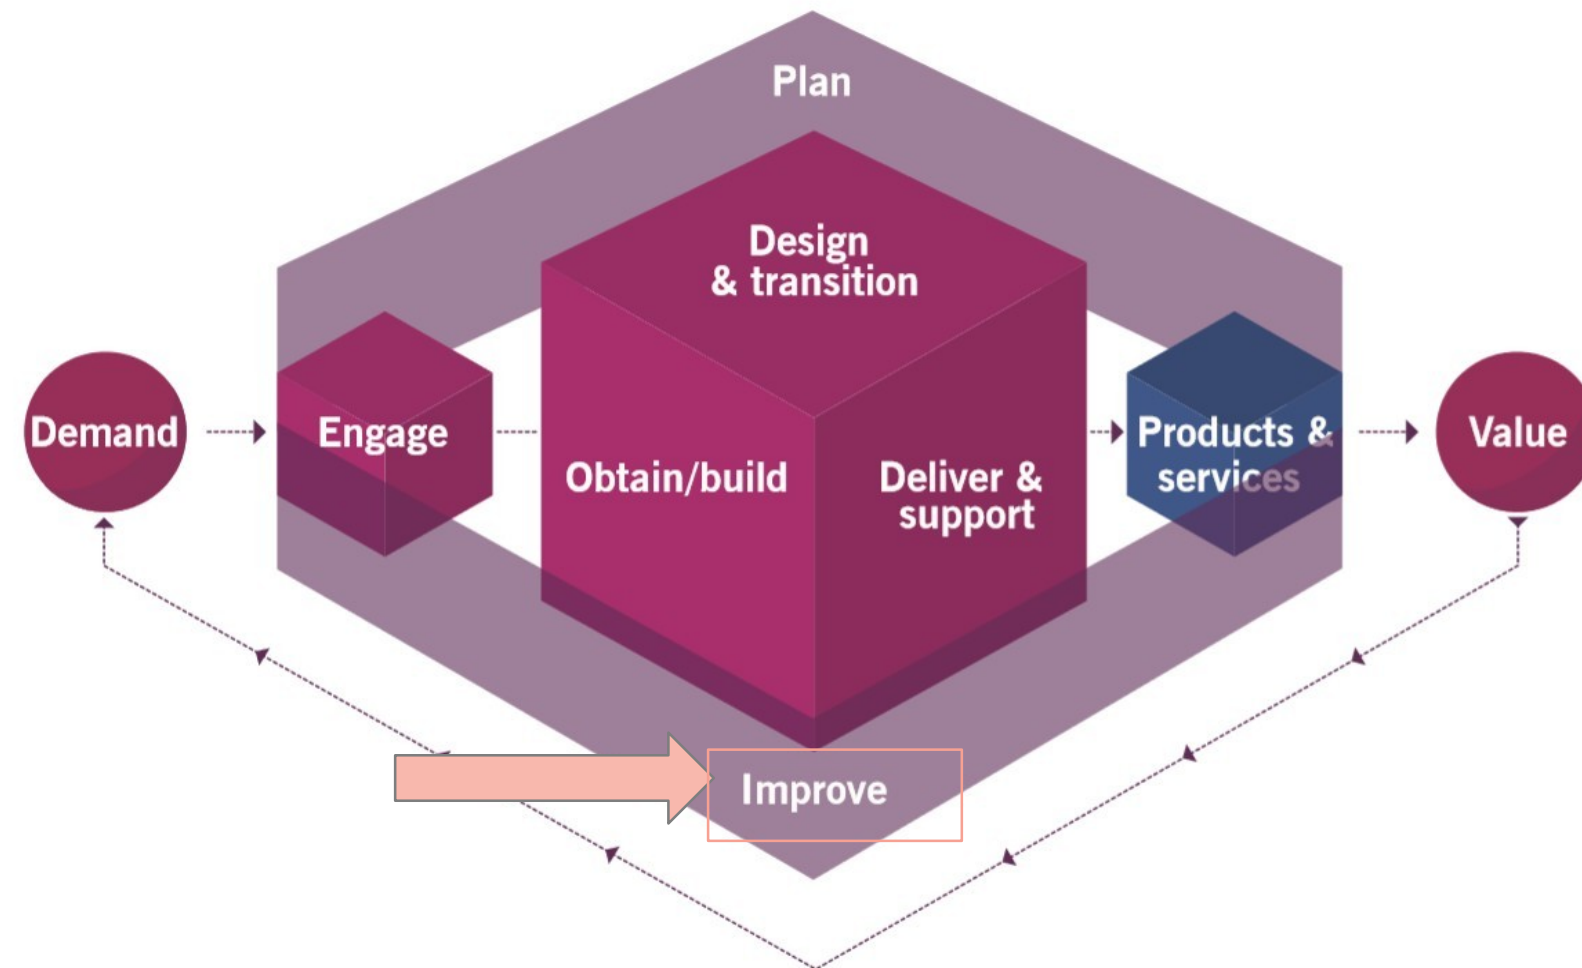 Plan
Design
& transition
Demand
Engage
Obtain/build
Deliver &
support
Products &
services
Value
Improve